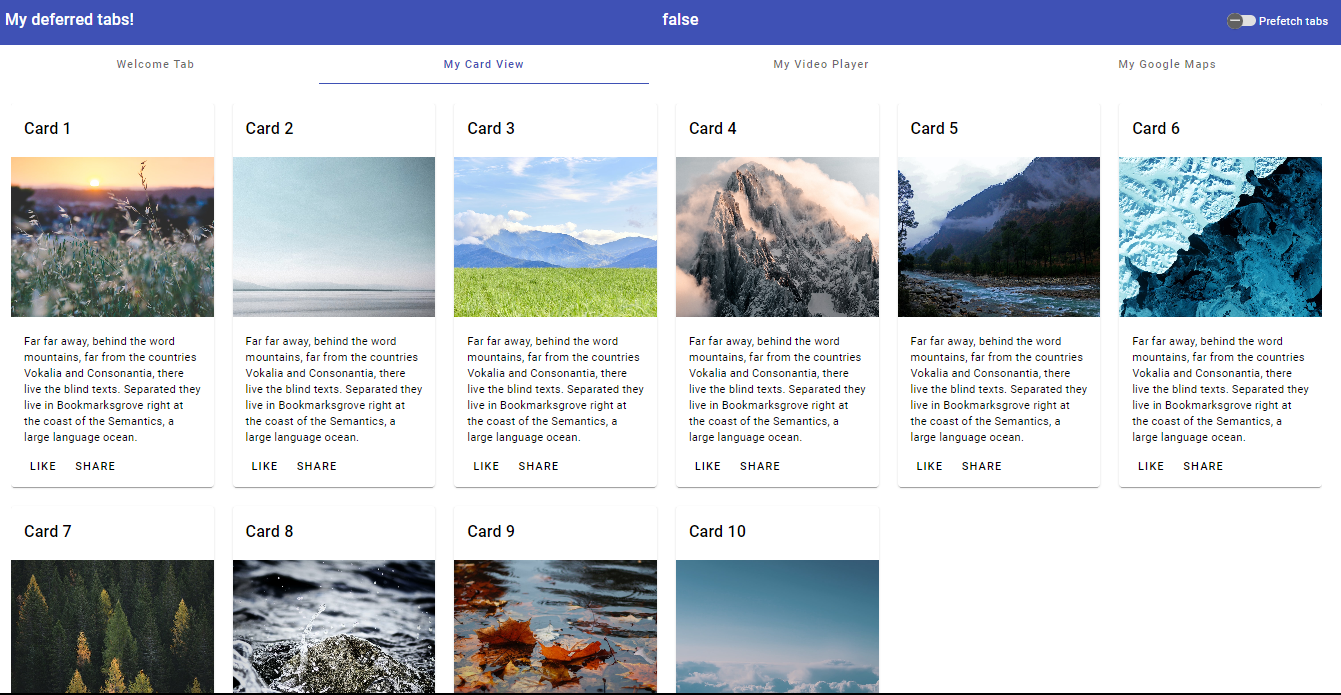 My deferred tabs!
false
Prefetch tabs
Welcome Tab
My Card View
My Video Player
My Google Maps
Card 1
Far far away, behind the word
mountains, far from the countries
Vokalia and Consonantia, there
live the blind texts. Separated they
live in Bookmarksgrove right at
the coast of the Semantics, a
large language ocean.
LIKE SHARE
Card 2
Far far away, behind the word
mountains, far from the countries
Vokalia and Consonantia, there
live the blind texts. Separated they
live in Bookmarksgrove right at
the coast of the Semantics, a
large language ocean.
LIKE SHARE
Card 3
Far far away, behind the word
mountains, far from the countries
Vokalia and Consonantia, there
live the blind texts. Separated they
live in Bookmarksgrove right at
the coast of the Semantics, a
large language ocean.
LIKE SHARE
Card 4
Far far away, behind the word
mountains, far from the countries
Vokalia and Consonantia, there
live the blind texts. Separated they
live in Bookmarksgrove right at
the coast of the Semantics, a
large language ocean.
LIKE SHARE
Card 5
Far far away, behind the word
mountains, far from the countries
Vokalia and Consonantia, there
live the blind texts. Separated they
live in Bookmarksgrove right at
the coast of the Semantics, a
large language ocean.
LIKE SHARE
Card 6
Far far away, behind the word
mountains, far from the countries
Vokalia and Consonantia, there
live the blind texts. Separated they
live in Bookmarksgrove right at
the coast of the Semantics, a
large language ocean.
LIKE SHARE
Card 7
Card 8
Card 9
Card 10